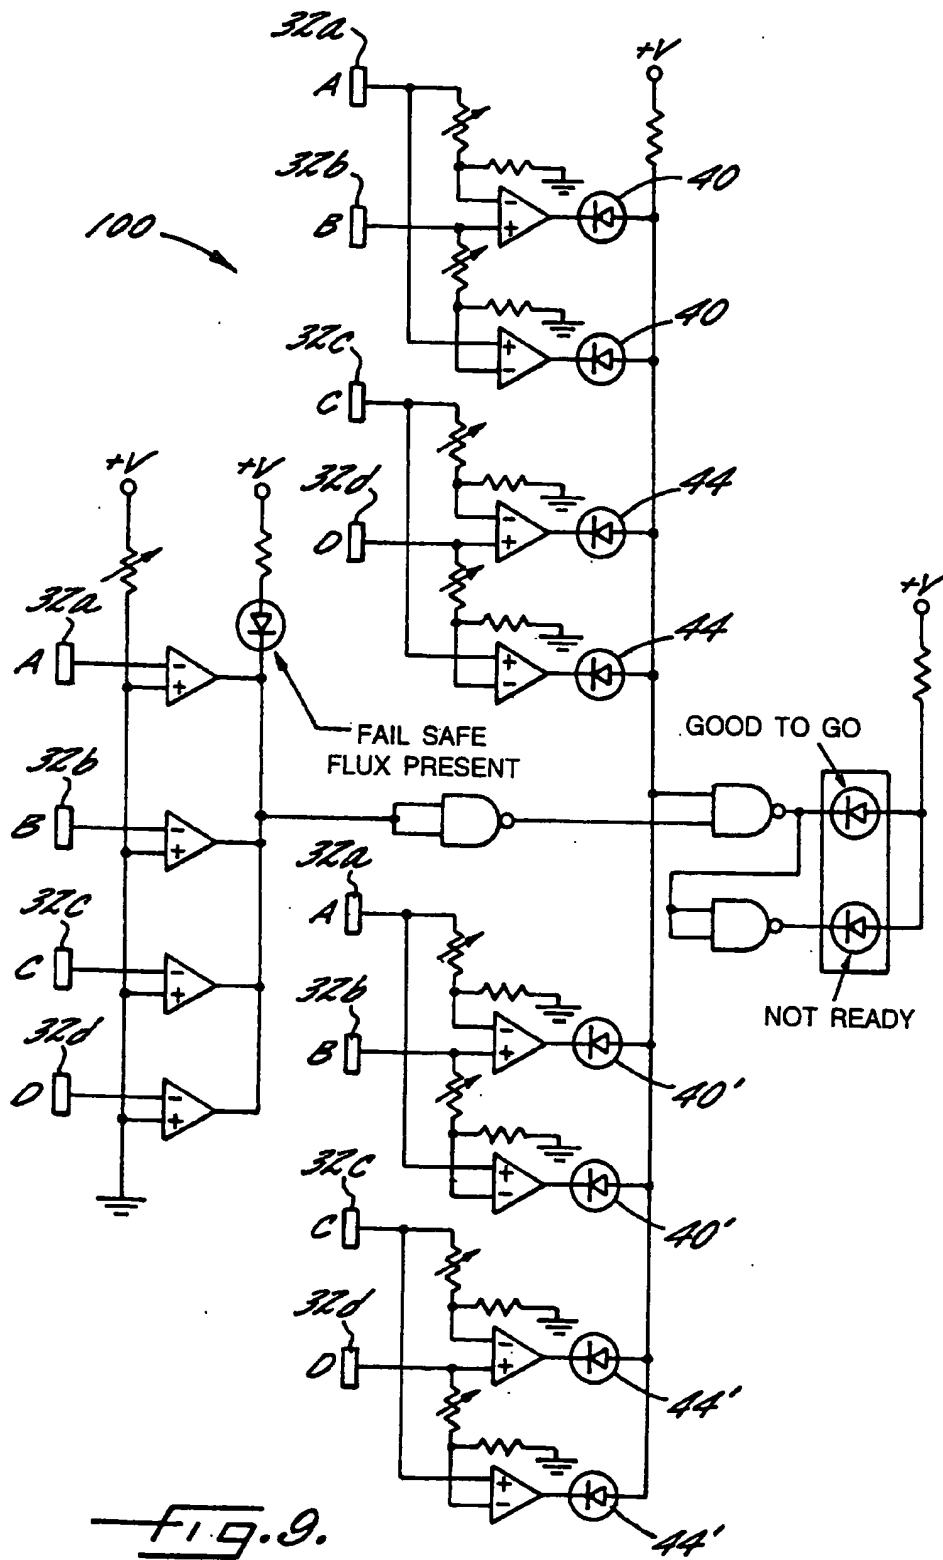 32a
A
+V
32b
B
40
100
40
32c
C
+V
+V
32d
D
44
+V
32a
A
44
FAIL SAFE
FLUX PRESENT
GOOD TO GO
32b
B
32a
A
32c
C
32b
B
NOT READY
32d
D
40'
32c
C
40'
32d
D
44'
44'
Fig. 9.
- + + - - + + -
- + - + - + - +
- + + - - + + -